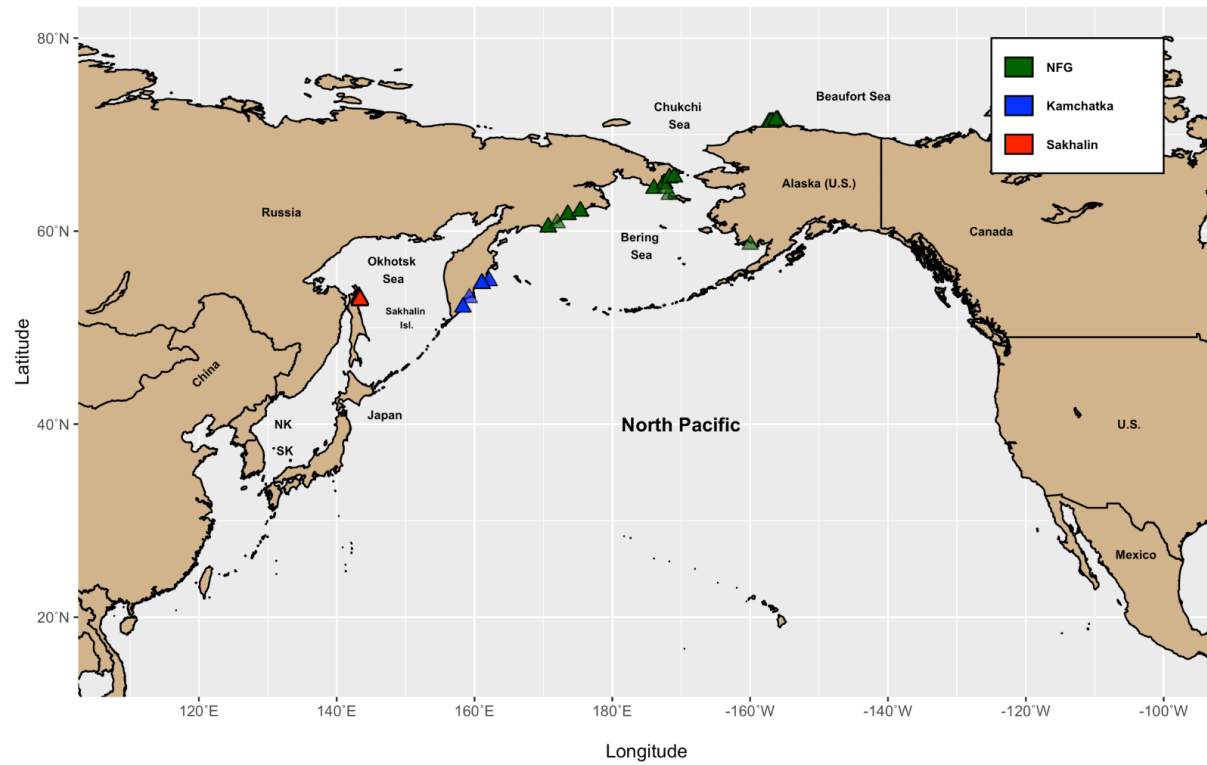 80°N
60°N
40°N
20°N
Latitude
Chukchi
Sea
Beaufort Sea
NFG
Kamchatka
Sakhalin
Russia
Alaska (U.S.)
Canada
Bering
Sea
Okhotsk
Sea
Sakhalin
Isl.
China
Japan
NK
SK
North Pacific
U.S.
Mexico
120°E
140°E
160°E
180°E
-160°W
-140°W
-120°W
-100°W
Longitude